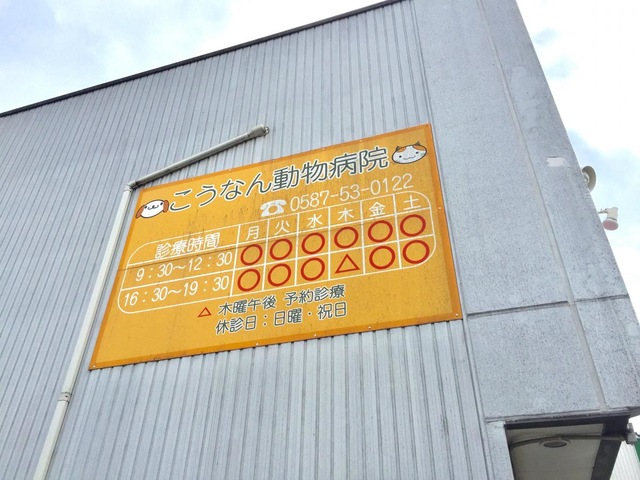 こうなん動物病院
☎0587-53-0122
診療時間 月 火 水 木 金 土
9:30〜12:30 ○ ○ ○ ○ ○ ○
16:30〜19:30 ○ ○ ○ △ ○ ○
△ 木曜午後 予約診療
休診日:日曜・祝日